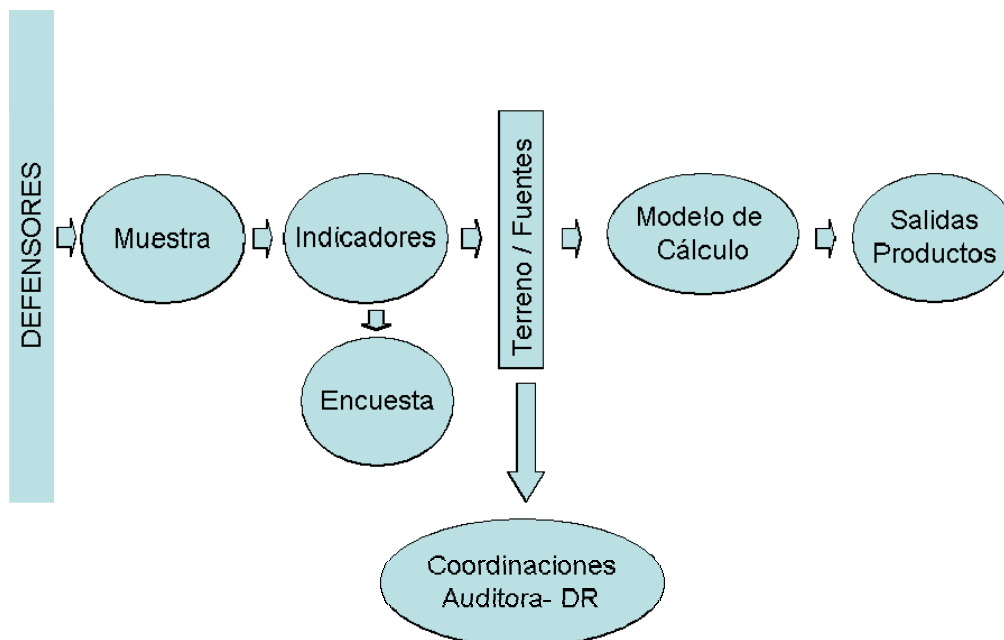 DEFENSORES
Muestra
Indicadores
Encuesta
Terreno / Fuentes
Coordinaciones
Auditora- DR
Modelo de
Cálculo
Salidas
Productos